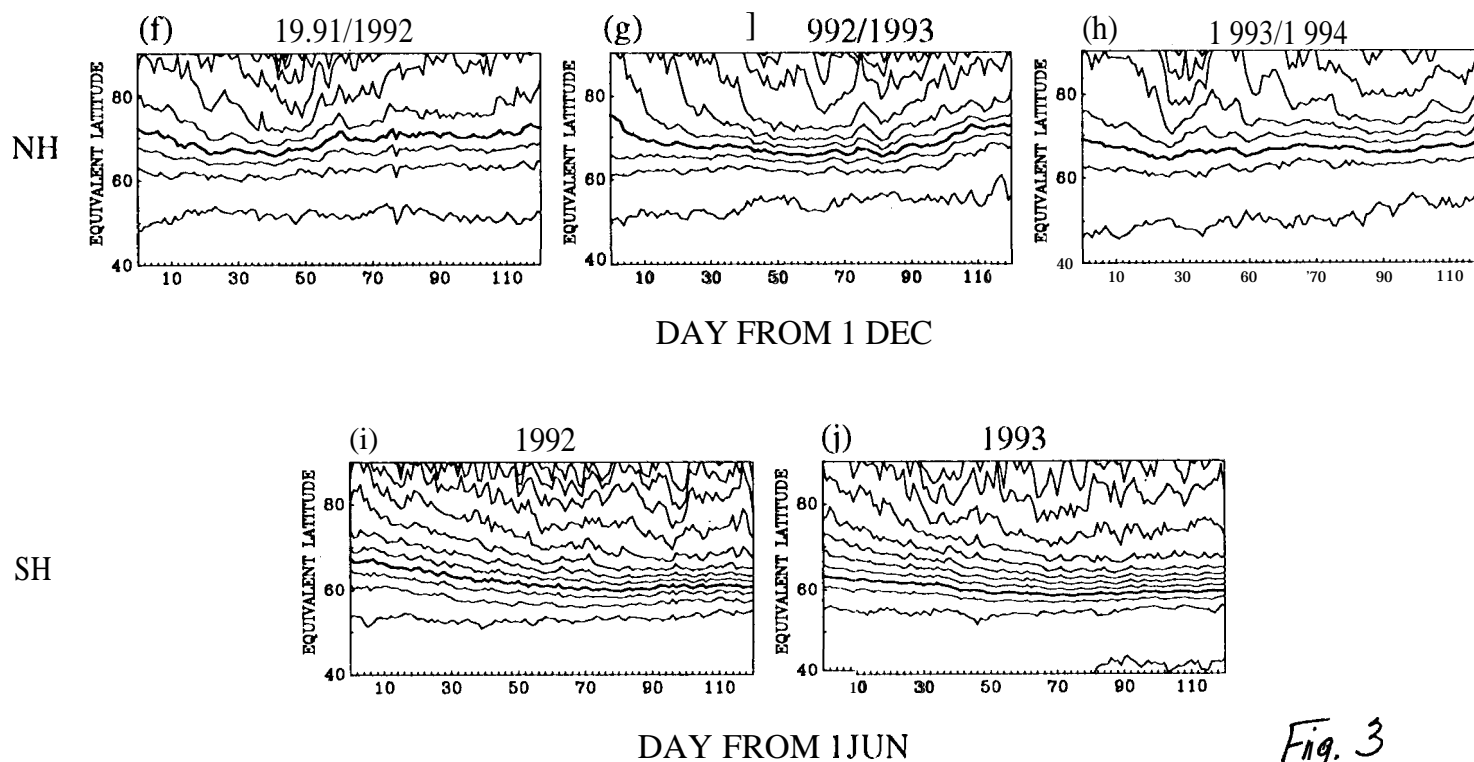 (f) 19.91/1992
(g) ] 992/1993
(h) 1 993/1 994
NH
EQUIVALENT LATITUDE
80
60
40
10 30 50 70 90 110
EQUIVALENT LATITUDE
80
60
40
10 30 50 70 90 110
EQUIVALENT LATITUDE
80
60
40
10 30 60 '70 90 110
DAY FROM 1 DEC
(i) 1992
(j) 1993
SH
EQUIVALENT LATITUDE
80
60
40
10 30 50 70 90 110
EQUIVALENT LATITUDE
80
60
40
10 30 50 70 90 110
DAY FROM 1JUN
Fig. 3